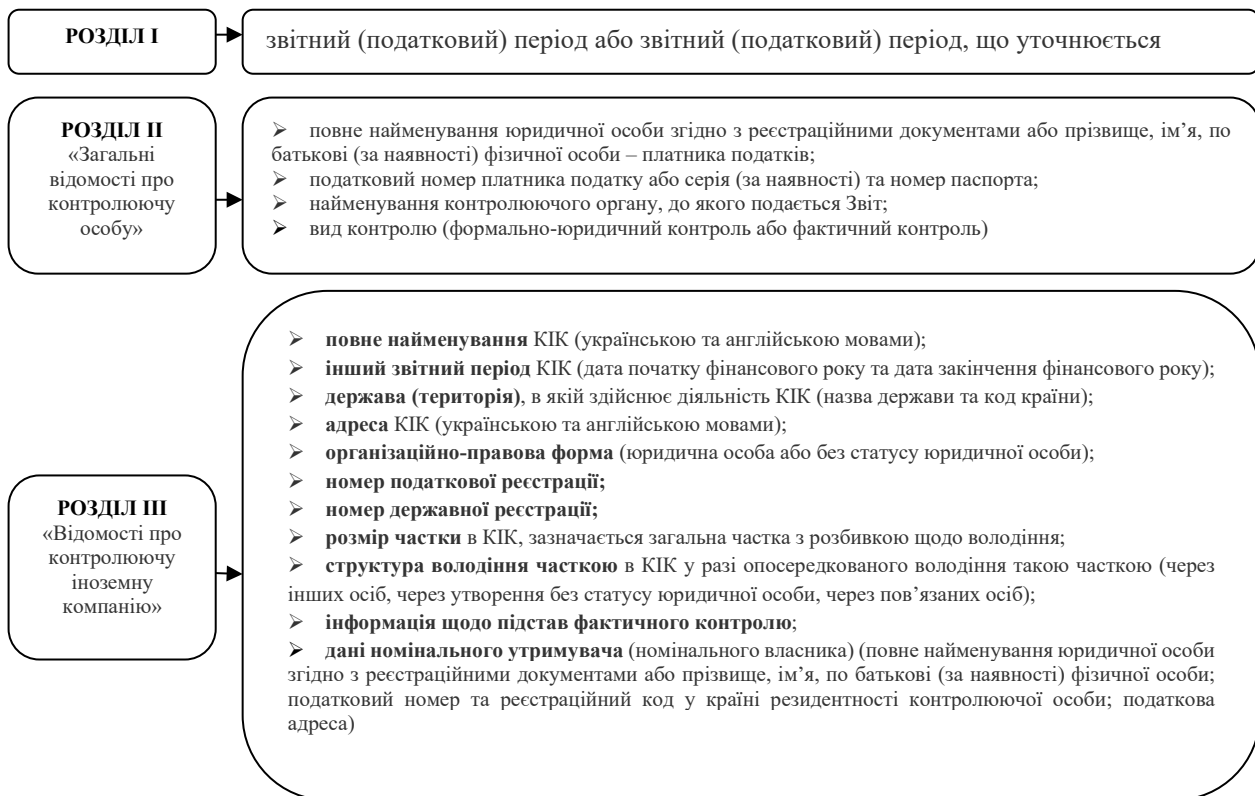 РОЗДІЛ І
звітний (податковий) період або звітний (податковий) період, що уточнюється
РОЗДІЛ ІІ
«Загальні
відомості про
контролюючу
особу»
➢ повне найменування юридичної особи згідно з реєстраційними документами або прізвище, ім’я, по
батькові (за наявності) фізичної особи – платника податків;
➢ податковий номер платника податку або серія (за наявності) та номер паспорта;
➢ найменування контролюючого органу, до якого подається Звіт;
➢ вид контролю (формально-юридичний контроль або фактичний контроль)
РОЗДІЛ ІІІ
«Відомості про
контролюючу
іноземну
компанію»
➢ повне найменування КІК (українською та англійською мовами);
➢ інший звітний період КІК (дата початку фінансового року та дата закінчення фінансового року);
➢ держава (територія), в якій здійснює діяльність КІК (назва держави та код країни);
➢ адреса КІК (українською та англійською мовами);
➢ організаційно-правова форма (юридична особа або без статусу юридичної особи);
➢ номер податкової реєстрації;
➢ номер державної реєстрації;
➢ розмір частки в КІК, зазначається загальна частка з розбивкою щодо володіння;
➢ структура володіння часткою в КІК у разі опосередкованого володіння такою часткою (через
інших осіб, через утворення без статусу юридичної особи, через пов’язаних осіб);
➢ інформація щодо підстав фактичного контролю;
➢ дані номінального утримувача (номінального власника) (повне найменування юридичної особи
згідно з реєстраційними документами або прізвище, ім’я, по батькові (за наявності) фізичної особи;
податковий номер та реєстраційний код у країні резидентності контролюючої особи; податкова
адреса)